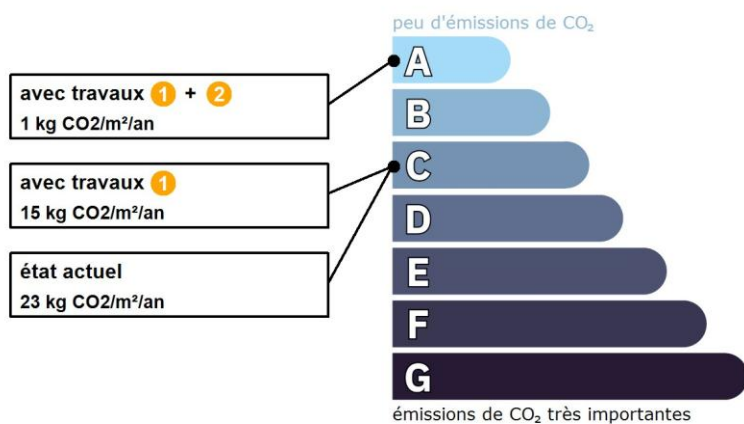 peu d'émissions de CO₂
A
avec travaux 1 + 2
1 kg CO2/m²/an
B
C
avec travaux 1
15 kg CO2/m²/an
D
état actuel
23 kg CO2/m²/an
E
F
G
émissions de CO₂ très importantes